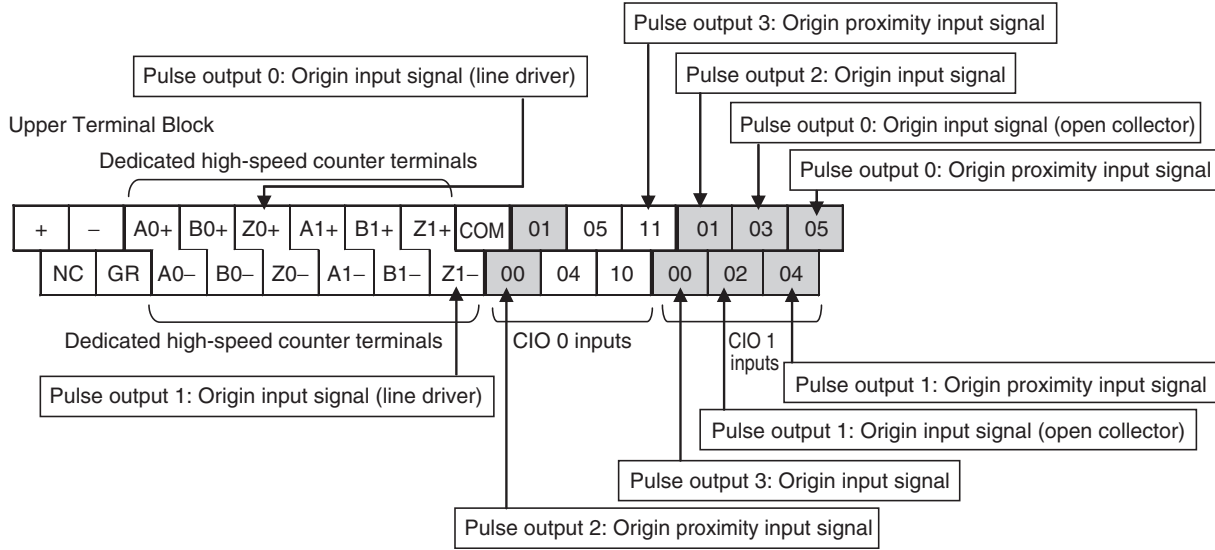 Pulse output 3: Origin proximity input signal
Pulse output 0: Origin input signal (line driver)
Pulse output 2: Origin input signal
Upper Terminal Block
Pulse output 0: Origin input signal (open collector)
Dedicated high-speed counter terminals
Pulse output 0: Origin proximity input signal
+ – A0+ B0+ Z0+ A1+ B1+ Z1+ COM 01 05 11 01 03 05
NC GR A0– B0– Z0– A1– B1– Z1– 00 04 10 00 02 04
Dedicated high-speed counter terminals
CIO 0 inputs
CIO 1
inputs
Pulse output 1: Origin input signal (line driver)
Pulse output 1: Origin proximity input signal
Pulse output 1: Origin input signal (open collector)
Pulse output 3: Origin input signal
Pulse output 2: Origin proximity input signal